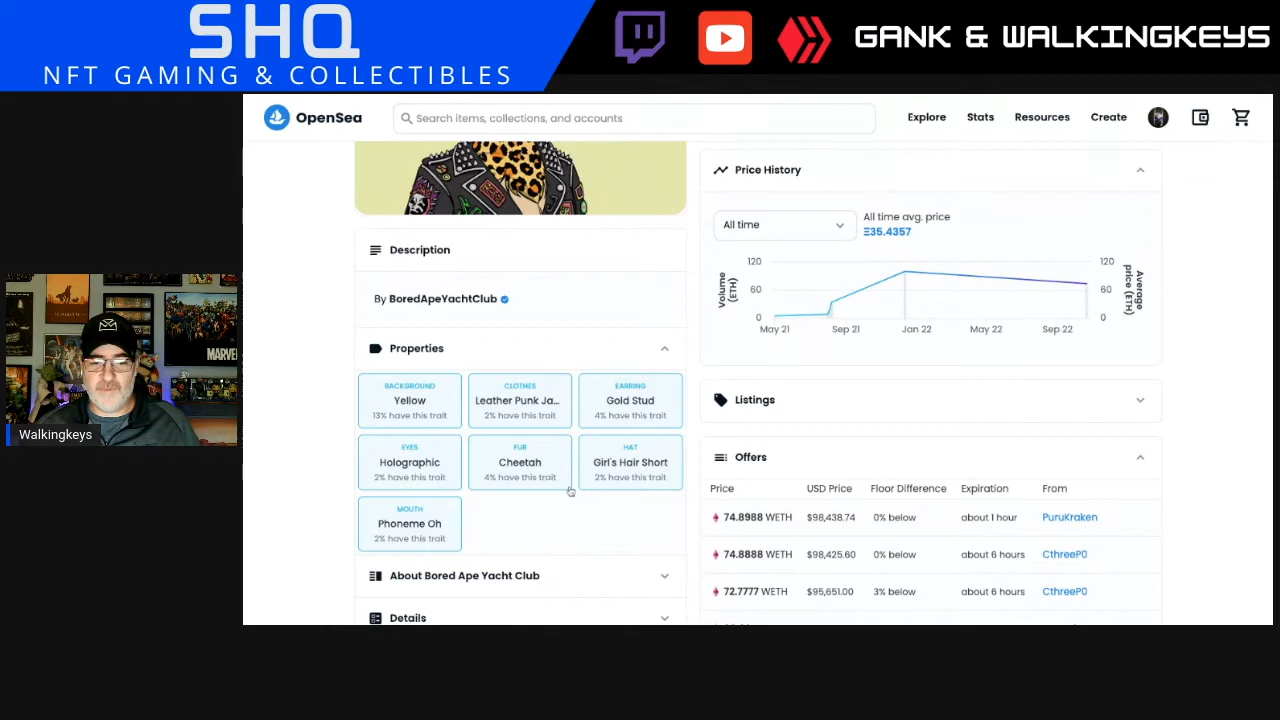 SHQ
NFT GAMING & COLLECTIBLES
GANK & WALKINGKEYS
OpenSea
Search items, collections, and accounts
Explore
Stats
Resources
Create
Price History
All time
All time avg. price
Ξ35.4357
Volume (ETH)
120
60
0
120
60
0
Average price (ETH)
May 21
Sep 21
Jan 22
May 22
Sep 22
Description
By BoredApeYachtClub
Properties
BACKGROUND
Yellow
13% have this trait
CLOTHES
Leather Punk Ja...
2% have this trait
EARRING
Gold Stud
4% have this trait
EYES
Holographic
2% have this trait
FUR
Cheetah
4% have this trait
HAT
Girl's Hair Short
2% have this trait
MOUTH
Phoneme Oh
2% have this trait
About Bored Ape Yacht Club
Details
Listings
Offers
Price USD Price Floor Difference Expiration From
74.8988 WETH $98,438.74 0% below about 1 hour PuruKraken
74.8888 WETH $98,425.60 0% below about 6 hours CthreeP0
72.7777 WETH $95,651.00 3% below about 6 hours CthreeP0
MARVEL
Walkingkeys